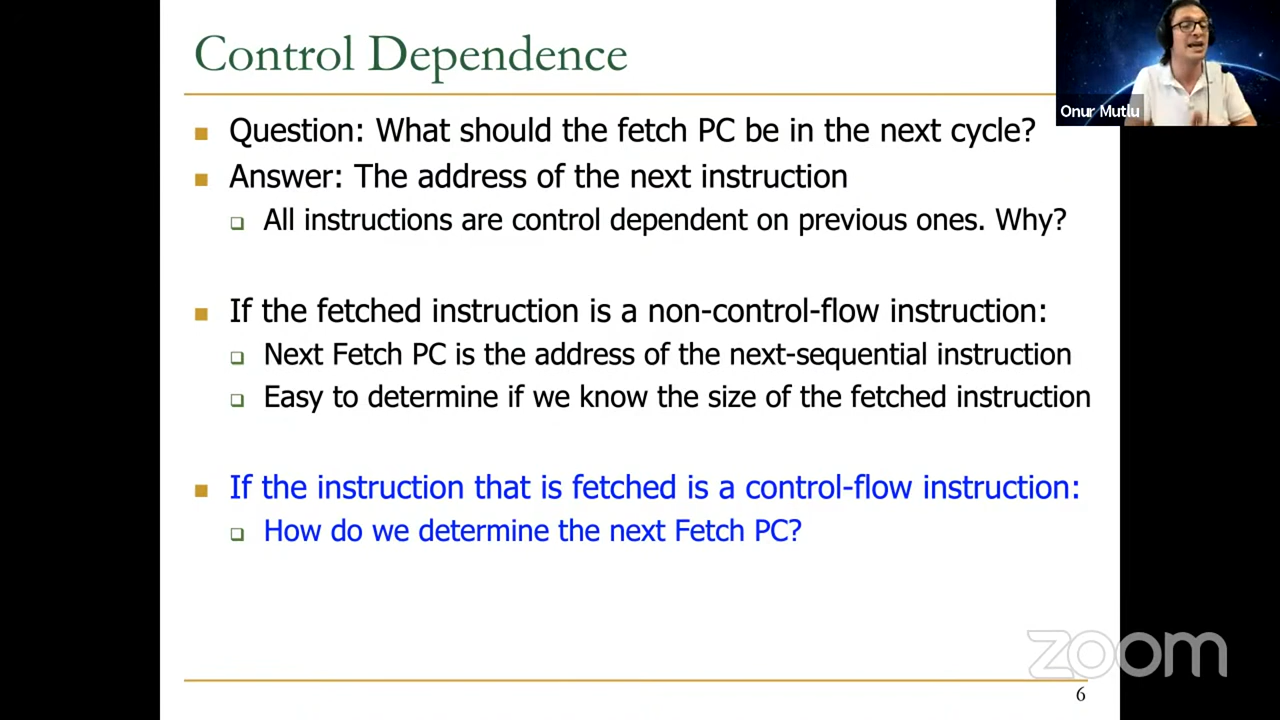 Control Dependence
Onur Mutlu
Question: What should the fetch PC be in the next cycle?
Answer: The address of the next instruction
All instructions are control dependent on previous ones. Why?
If the fetched instruction is a non-control-flow instruction:
Next Fetch PC is the address of the next-sequential instruction
Easy to determine if we know the size of the fetched instruction
If the instruction that is fetched is a control-flow instruction:
How do we determine the next Fetch PC?
zoom
6